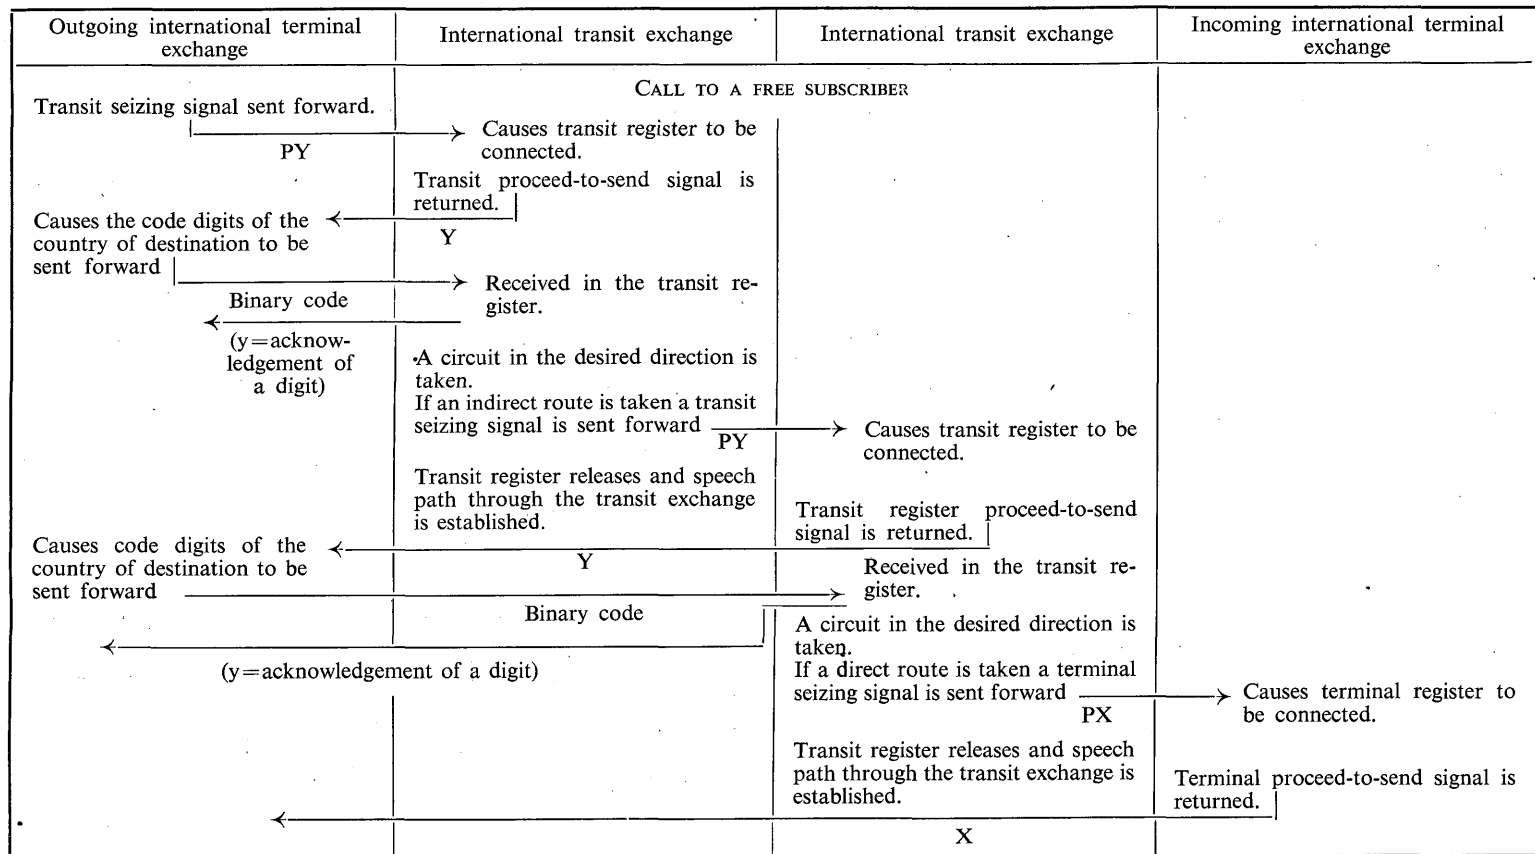 Outgoing international terminal
exchange
International transit exchange
International transit exchange
Incoming international terminal
exchange
CALL TO A FREE SUBSCRIBER
Transit seizing signal sent forward.
PY
Causes transit register to be
connected.
Transit proceed-to-send signal is
returned.
Y
Causes the code digits of the
country of destination to be
sent forward
Binary code
Received in the transit re-
gister.
(y=acknow-
ledgement of
a digit)
A circuit in the desired direction is
taken.
If an indirect route is taken a transit
seizing signal is sent forward
PY
Causes transit register to be
connected.
Transit register releases and speech
path through the transit exchange
is established.
Transit register proceed-to-send
signal is returned.
Y
Causes code digits of the
country of destination to be
sent forward
Binary code
Received in the transit re-
gister.
(y=acknowledgement of a digit)
A circuit in the desired direction is
taken.
If a direct route is taken a terminal
seizing signal is sent forward
PX
Causes terminal register to
be connected.
Transit register releases and speech
path through the transit exchange is
established.
Terminal proceed-to-send signal is
returned.
X